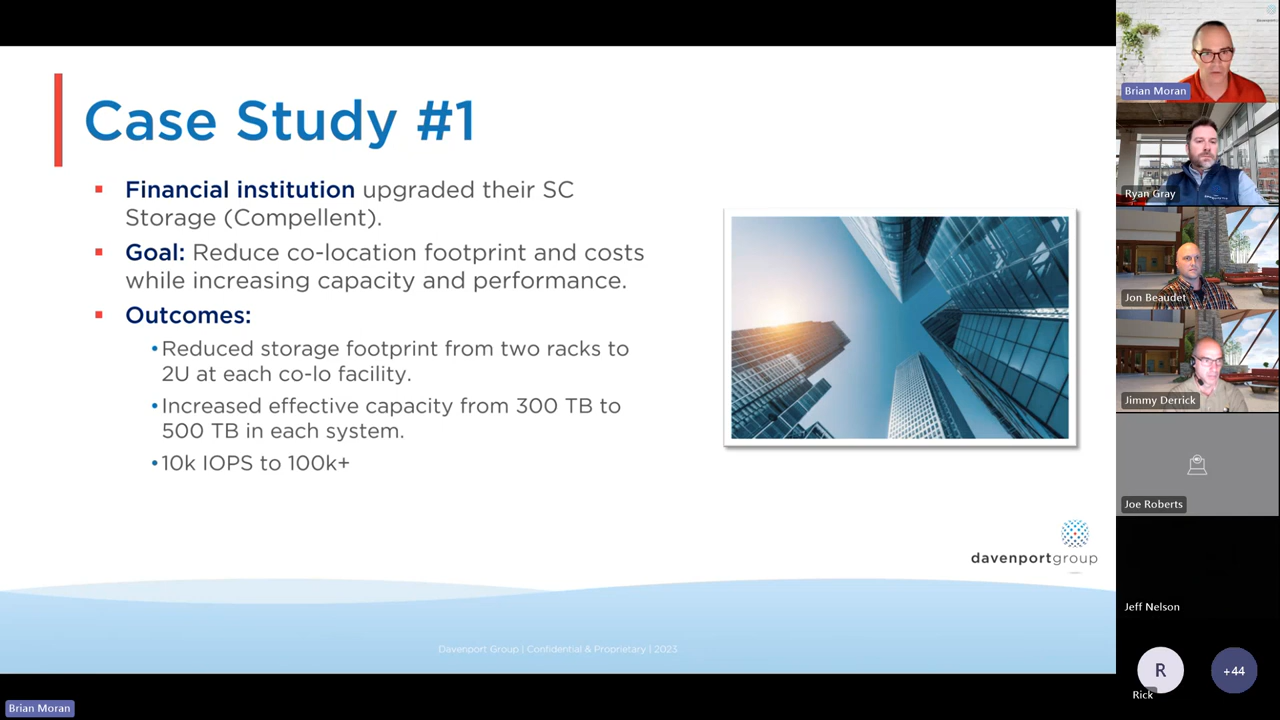 Case Study #1
▪ Financial institution upgraded their SC
Storage (Compellent).
▪ Goal: Reduce co-location footprint and costs
while increasing capacity and performance.
▪ Outcomes:
•Reduced storage footprint from two racks to
2U at each co-lo facility.
•Increased effective capacity from 300 TB to
500 TB in each system.
•10k IOPS to 100k+
davenportgroup
Davenport Group | Confidential & Proprietary | 2023
Brian Moran
Brian Moran
Ryan Gray
Jon Beaudet
Jimmy Derrick
Joe Roberts
Jeff Nelson
R
+44
Rick